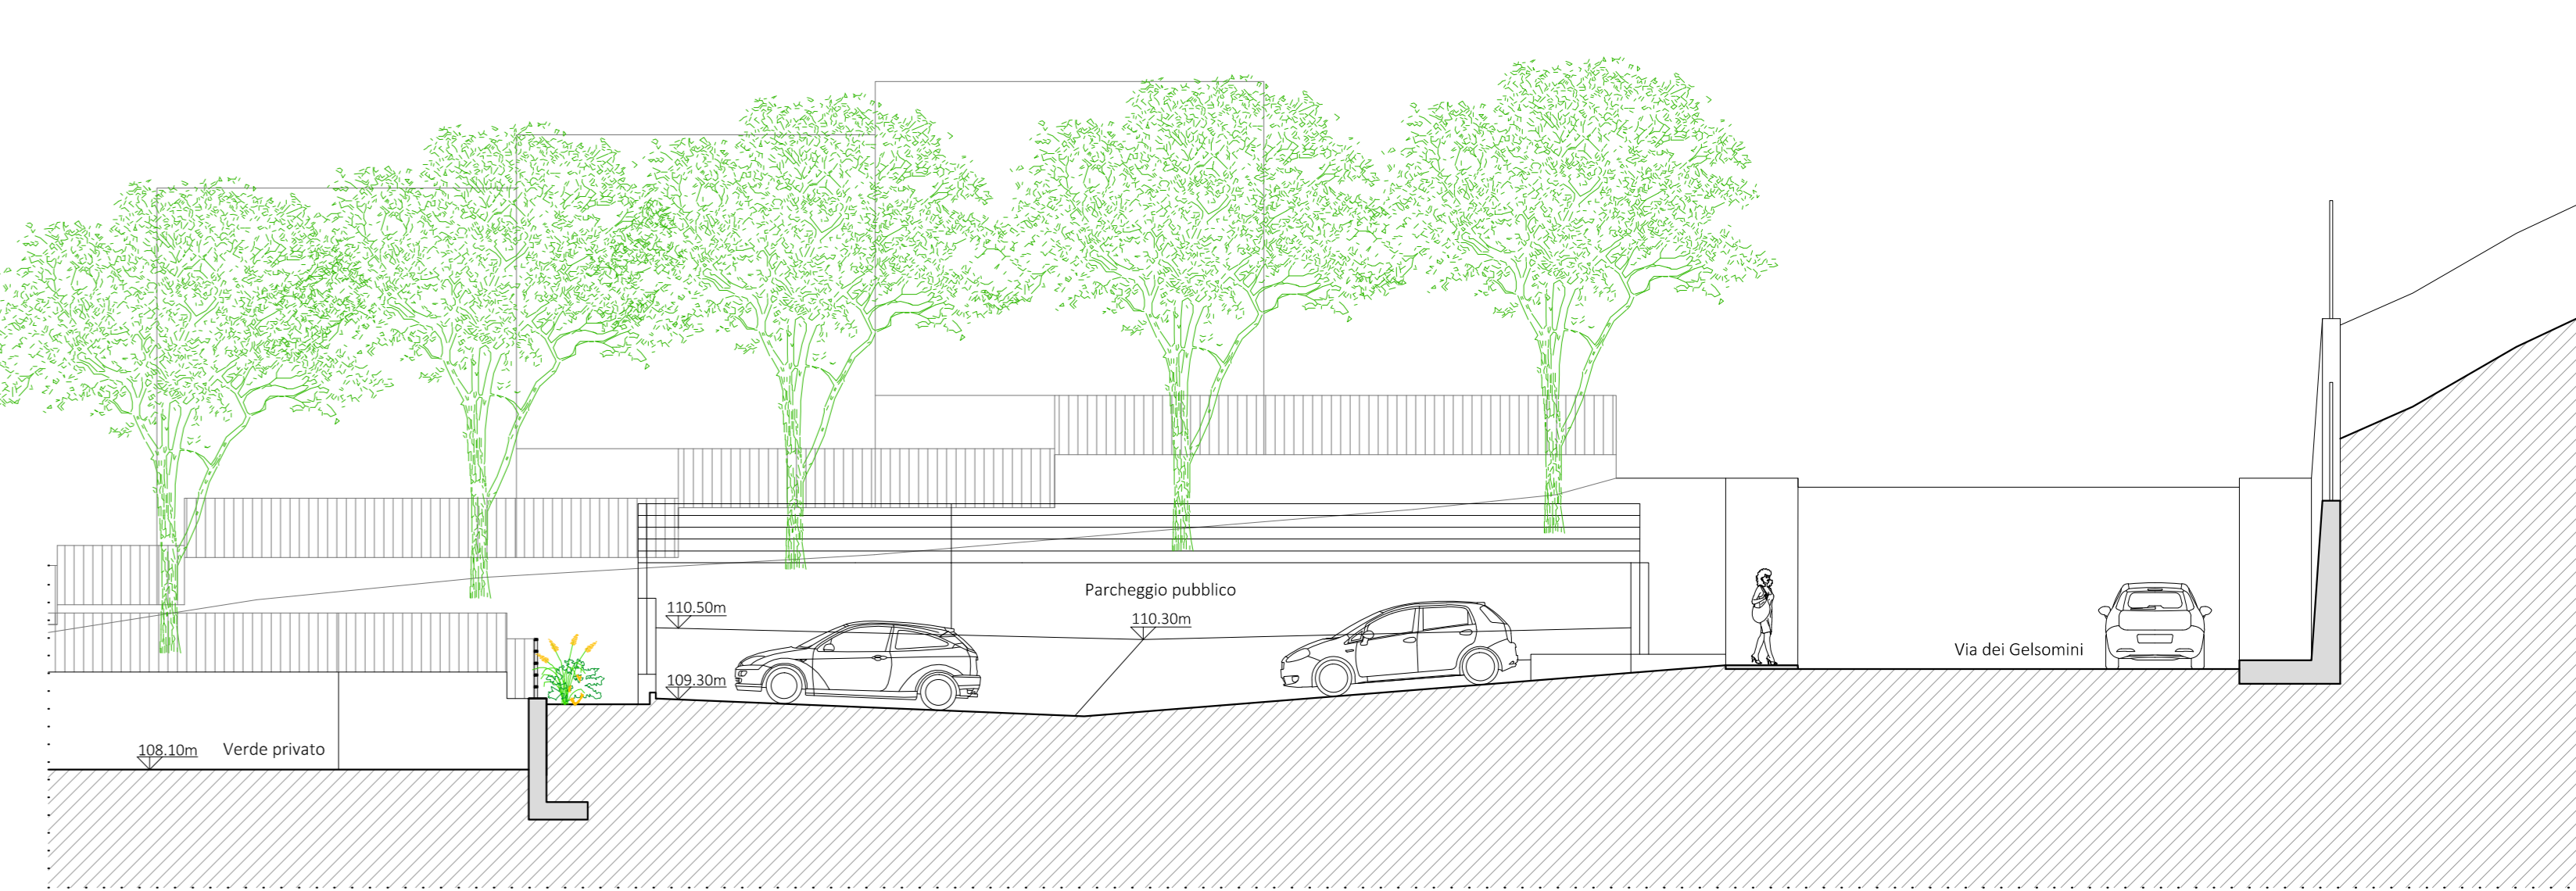 Parcheggio pubblico
110.50m
110.30m
Via dei Gelsomini
109.30m
108.10m
Verde privato